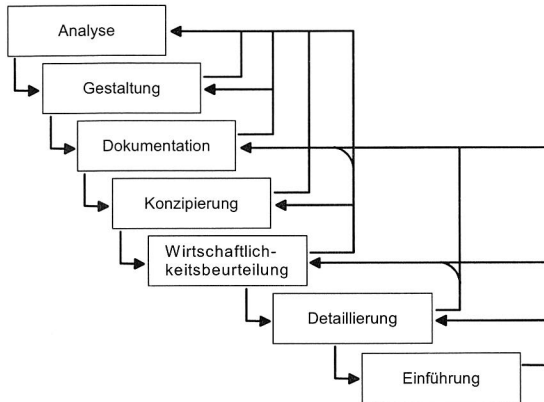 Analyse
Gestaltung
Dokumentation
Konzipierung
Wirtschaftlich-
keitsbeurteilung
Detaillierung
Einführung